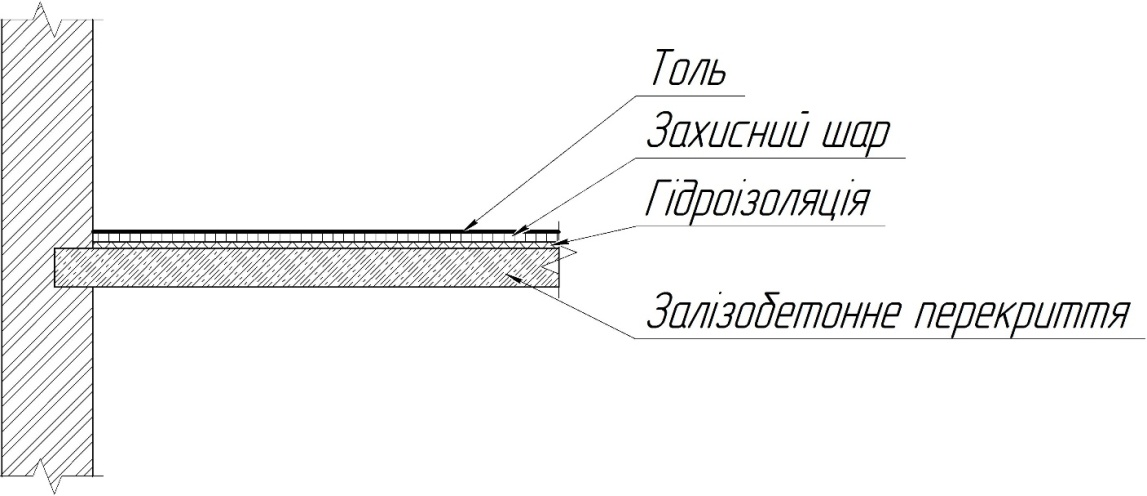 Толь
Захисний шар
Гідроізоляція
Залізобетонне перекриття